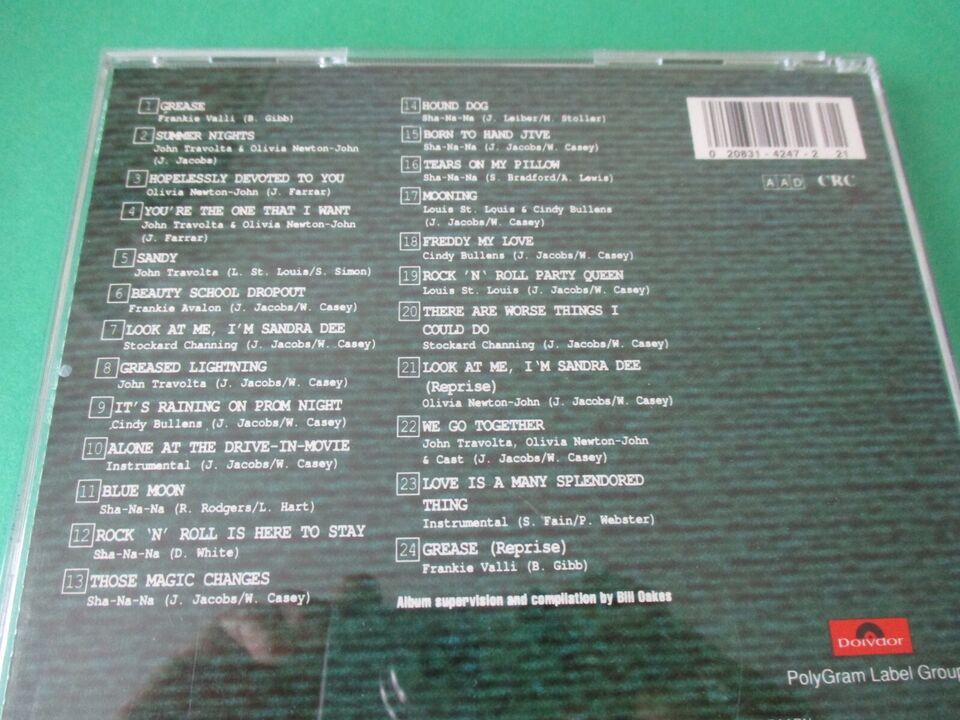 1 GREASE
Frankie Valli (B. Gibb)
2 SUMMER NIGHTS
John Travolta & Olivia Newton-John
(J. Jacobs)
3 HOPELESSLY DEVOTED TO YOU
Olivia Newton-John (J. Farrar)
4 YOU'RE THE ONE THAT I WANT
John Travolta & Olivia Newton-John
(J. Farrar)
5 SANDY
John Travolta (L. St. Louis/S. Simon)
6 BEAUTY SCHOOL DROPOUT
Frankie Avalon (J. Jacobs/W. Casey)
7 LOOK AT ME, I'M SANDRA DEE
Stockard Channing (J. Jacobs/W. Casey)
8 GREASED LIGHTNING
John Travolta (J. Jacobs/W. Casey)
9 IT'S RAINING ON PROM NIGHT
Cindy Bullens (J. Jacobs/W. Casey)
10 ALONE AT THE DRIVE-IN-MOVIE
Instrumental (J. Jacobs/W. Casey)
11 BLUE MOON
Sha-Na-Na (R. Rodgers/L. Hart)
12 ROCK 'N' ROLL IS HERE TO STAY
Sha-Na-Na (D. White)
13 THOSE MAGIC CHANGES
Sha-Na-Na (J. Jacobs/W. Casey)
14 HOUND DOG
Sha-Na-Na (J. Leiber/M. Stoller)
15 BORN TO HAND JIVE
Sha-Na-Na (J. Jacobs/W. Casey)
16 TEARS ON MY PILLOW
Sha-Na-Na (S. Bradford/A. Lewis)
17 MOONING
Louis St. Louis & Cindy Bullens
(J. Jacobs/W. Casey)
18 FREDDY MY LOVE
Cindy Bullens (J. Jacobs/W. Casey)
19 ROCK 'N' ROLL PARTY QUEEN
Louis St. Louis (J. Jacobs/W. Casey)
20 THERE ARE WORSE THINGS I
COULD DO
Stockard Channing (J. Jacobs/W. Casey)
21 LOOK AT ME, I'M SANDRA DEE
(Reprise)
Olivia Newton-John (J. Jacobs/W. Casey)
22 WE GO TOGETHER
John Travolta, Olivia Newton-John
& Cast (J. Jacobs/W. Casey)
23 LOVE IS A MANY SPLENDORED
THING
Instrumental (S. Fain/P. Webster)
24 GREASE (Reprise)
Frankie Valli (B. Gibb)
Album supervision and compilation by Bill Oakes
0 20831-4247-2 21
AAD CRC
Polydor
PolyGram Label Group